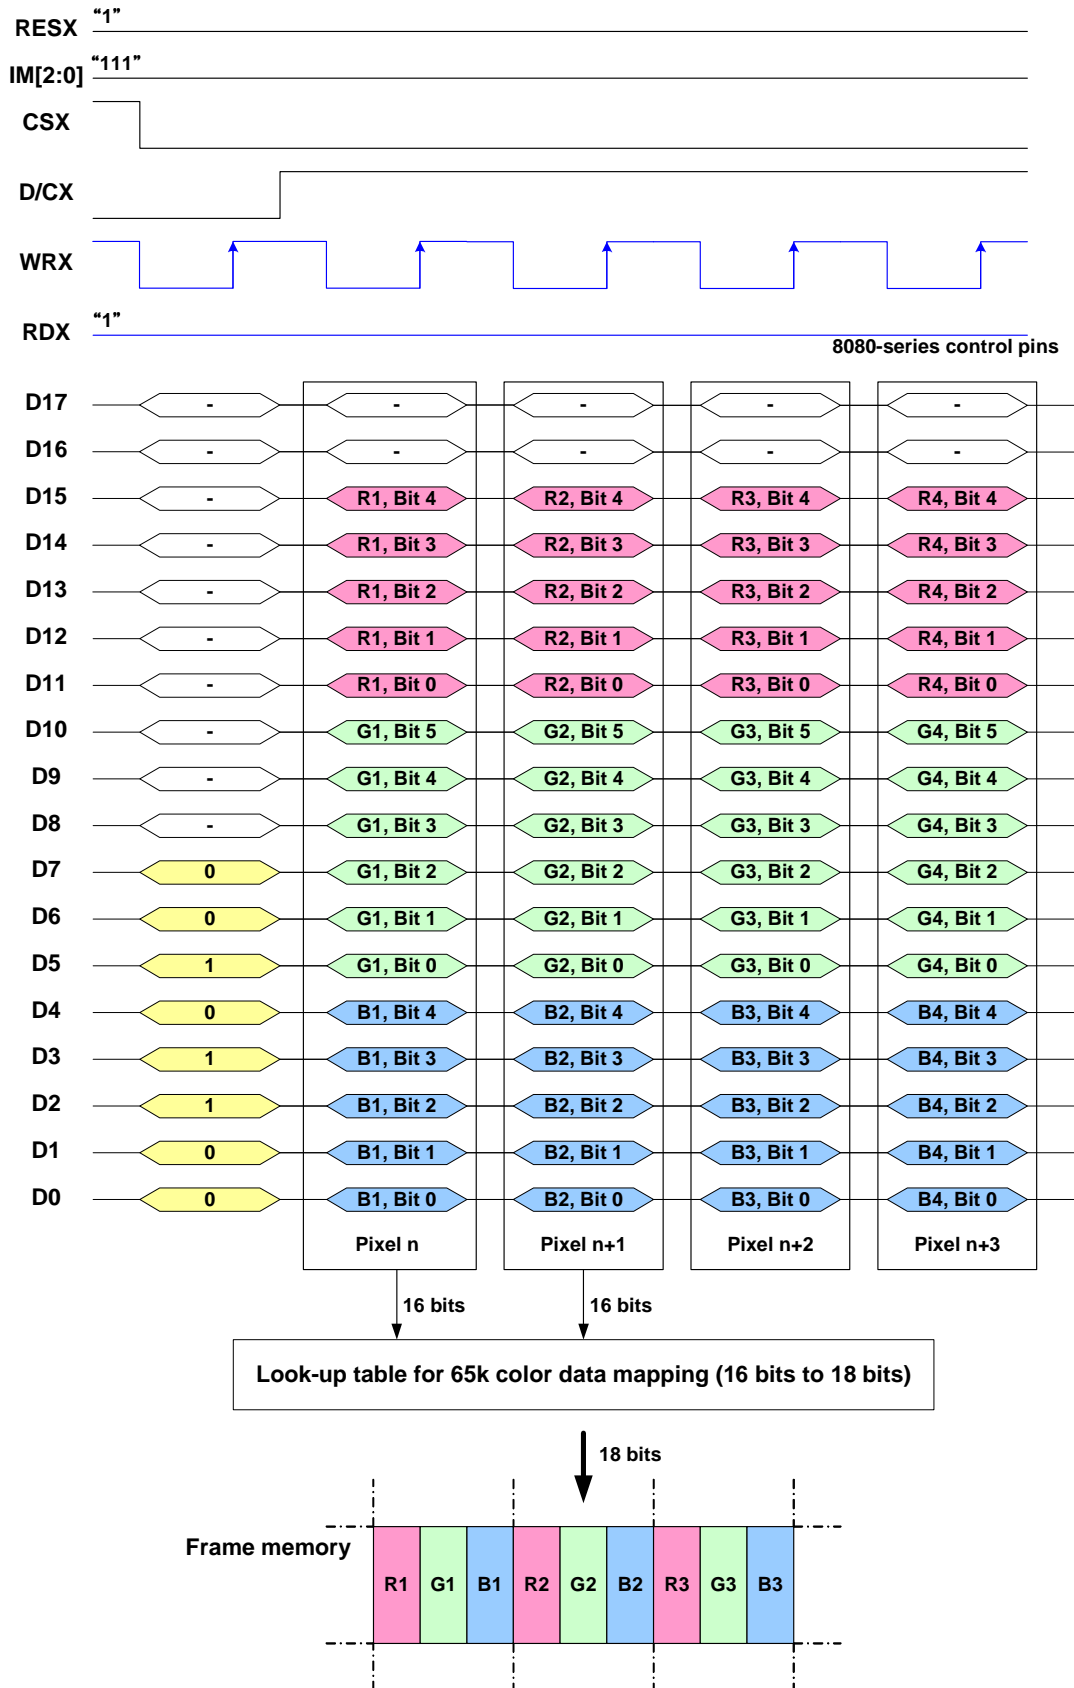 RESX "1"
IM[2:0] "111"
CSX
D/CX
WRX
RDX "1"
8080-series control pins
D17 - - - - -
D16 - - - - -
D15 - R1, Bit 4 R2, Bit 4 R3, Bit 4 R4, Bit 4
D14 - R1, Bit 3 R2, Bit 3 R3, Bit 3 R4, Bit 3
D13 - R1, Bit 2 R2, Bit 2 R3, Bit 2 R4, Bit 2
D12 - R1, Bit 1 R2, Bit 1 R3, Bit 1 R4, Bit 1
D11 - R1, Bit 0 R2, Bit 0 R3, Bit 0 R4, Bit 0
D10 - G1, Bit 5 G2, Bit 5 G3, Bit 5 G4, Bit 5
D9 - G1, Bit 4 G2, Bit 4 G3, Bit 4 G4, Bit 4
D8 - G1, Bit 3 G2, Bit 3 G3, Bit 3 G4, Bit 3
D7 0 G1, Bit 2 G2, Bit 2 G3, Bit 2 G4, Bit 2
D6 0 G1, Bit 1 G2, Bit 1 G3, Bit 1 G4, Bit 1
D5 1 G1, Bit 0 G2, Bit 0 G3, Bit 0 G4, Bit 0
D4 0 B1, Bit 4 B2, Bit 4 B3, Bit 4 B4, Bit 4
D3 1 B1, Bit 3 B2, Bit 3 B3, Bit 3 B4, Bit 3
D2 1 B1, Bit 2 B2, Bit 2 B3, Bit 2 B4, Bit 2
D1 0 B1, Bit 1 B2, Bit 1 B3, Bit 1 B4, Bit 1
D0 0 B1, Bit 0 B2, Bit 0 B3, Bit 0 B4, Bit 0
Pixel n Pixel n+1 Pixel n+2 Pixel n+3
16 bits 16 bits
Look-up table for 65k color data mapping (16 bits to 18 bits)
18 bits
Frame memory
R1 G1 B1 R2 G2 B2 R3 G3 B3